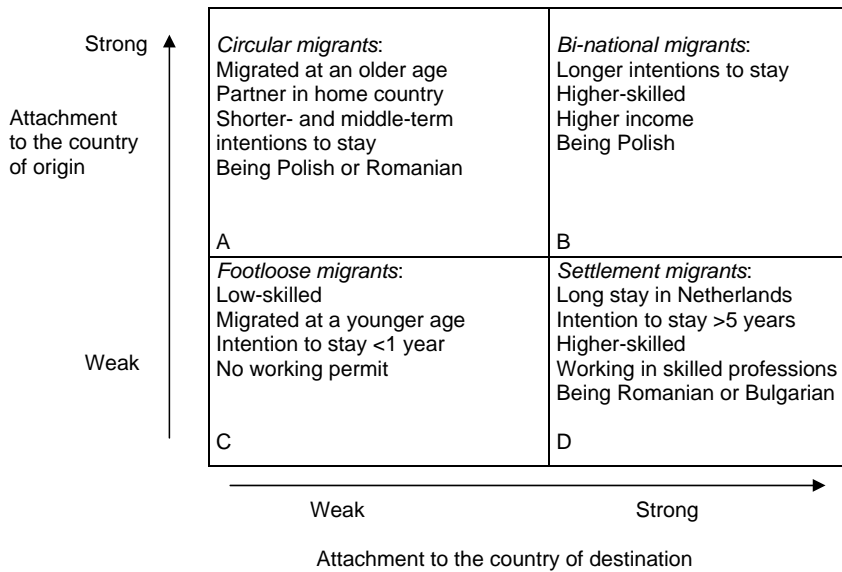 Strong
Attachment
to the country
of origin
Weak
Circular migrants:
Migrated at an older age
Partner in home country
Shorter- and middle-term
intentions to stay
Being Polish or Romanian
A
Bi-national migrants:
Longer intentions to stay
Higher-skilled
Higher income
Being Polish
B
Footloose migrants:
Low-skilled
Migrated at a younger age
Intention to stay <1 year
No working permit
C
Settlement migrants:
Long stay in Netherlands
Intention to stay >5 years
Higher-skilled
Working in skilled professions
Being Romanian or Bulgarian
D
Weak
Strong
Attachment to the country of destination